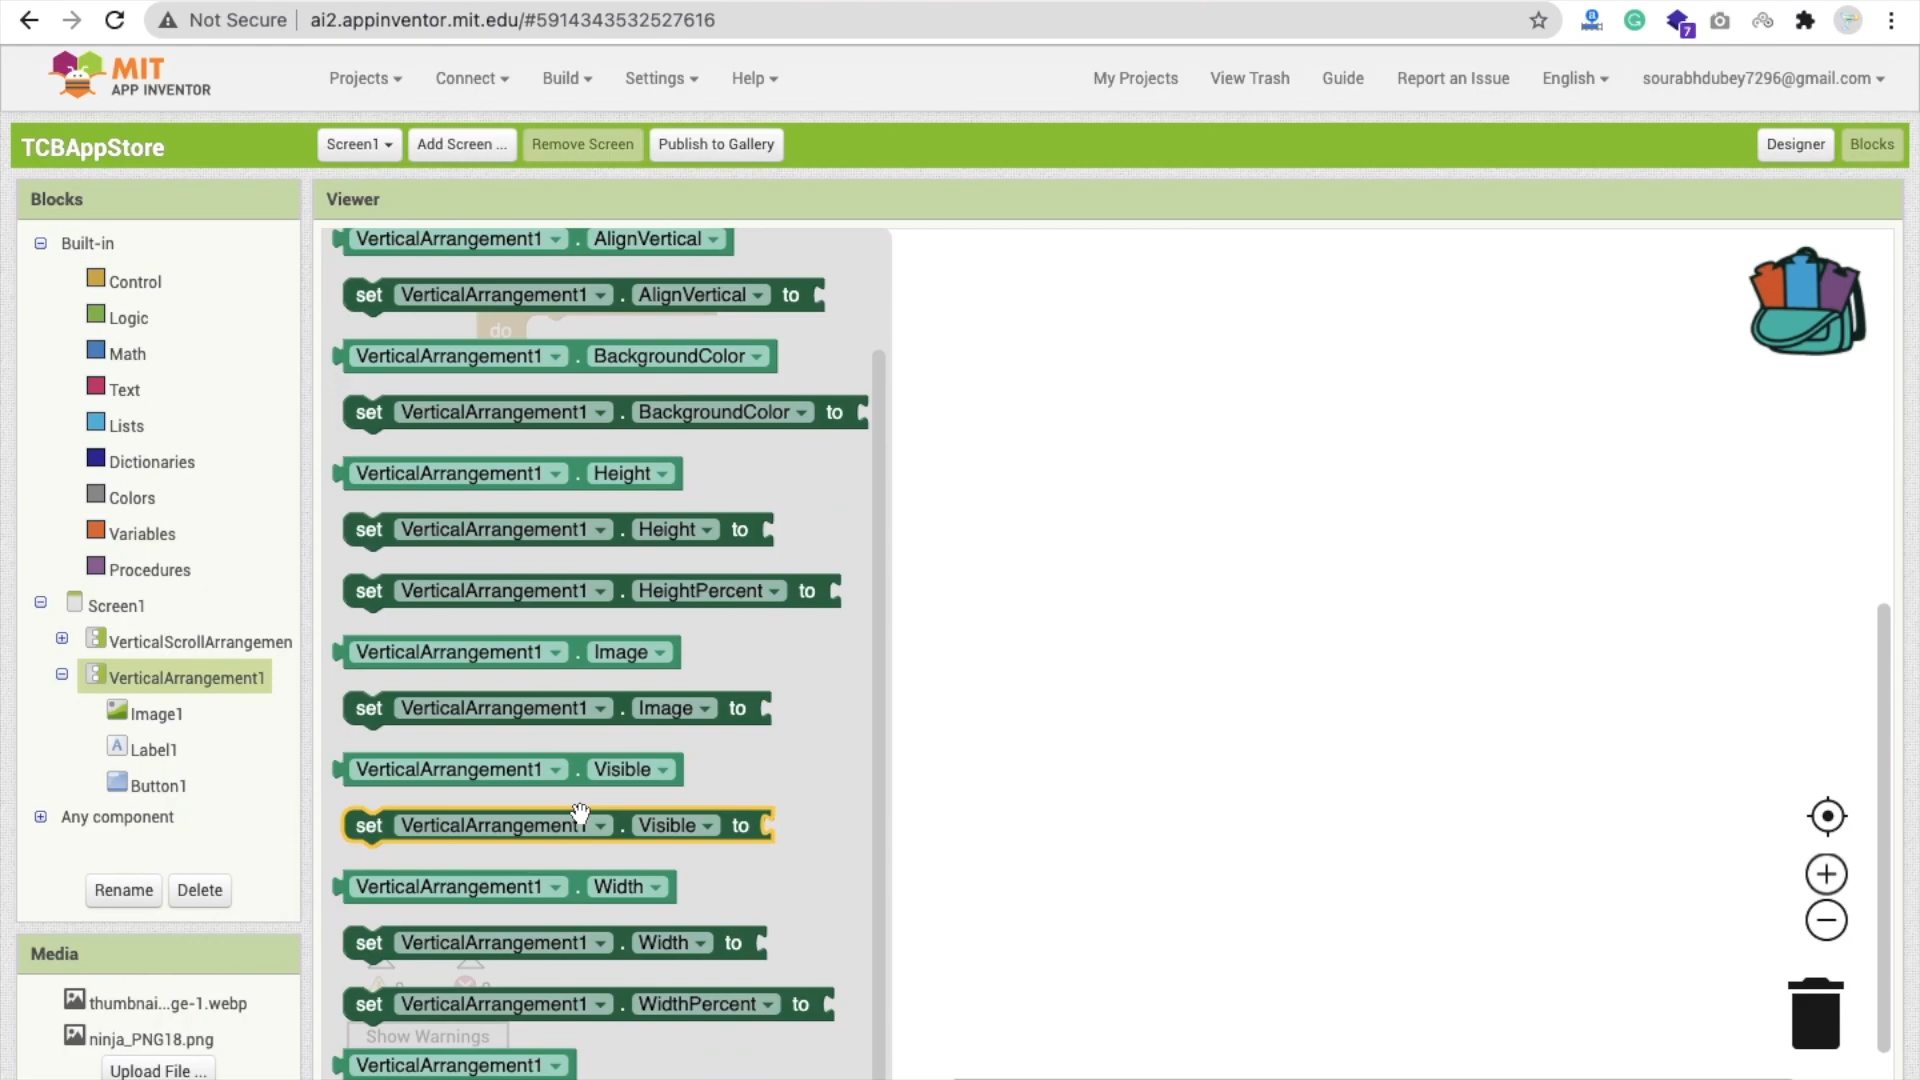 Not Secure | ai2.appinventor.mit.edu/#5914343532527616
7
MIT
APP INVENTOR
Projects Connect Build Settings Help My Projects View Trash Guide Report an Issue English sourabhdubey7296@gmail.com
TCBAppStore Screen1 Add Screen ... Remove Screen Publish to Gallery Designer Blocks
Blocks
Built-in
Control
Logic
Math
Text
Lists
Dictionaries
Colors
Variables
Procedures
Screen1
VerticalScrollArrangemen
VerticalArrangement1
Image1
A Label1
Button1
Any component
Rename Delete
Media
thumbnai...ge-1.webp
ninja_PNG18.png
Upload File ...
Viewer
VerticalArrangement1 . AlignVertical
set VerticalArrangement1 . AlignVertical to
do
VerticalArrangement1 . BackgroundColor
set VerticalArrangement1 . BackgroundColor to
VerticalArrangement1 . Height
set VerticalArrangement1 . Height to
set VerticalArrangement1 . HeightPercent to
VerticalArrangement1 . Image
set VerticalArrangement1 . Image to
VerticalArrangement1 . Visible
set VerticalArrangement1 . Visible to
VerticalArrangement1 . Width
set VerticalArrangement1 . Width to
set VerticalArrangement1 . WidthPercent to
Show Warnings
VerticalArrangement1